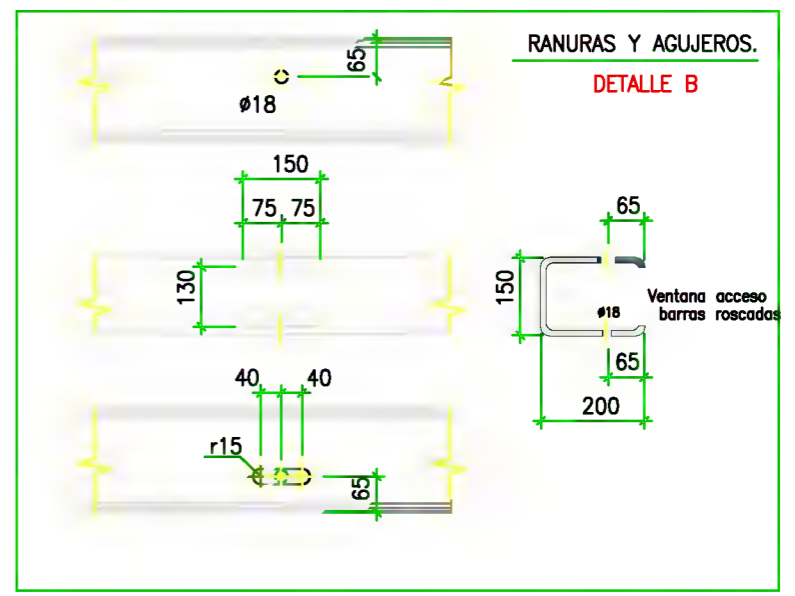 RANURAS Y AGUJEROS.
DETALLE B
65
ø18
150
75 75
130
65
150
ø18
Ventana acceso
barras roscadas
65
200
40 40
r15
65